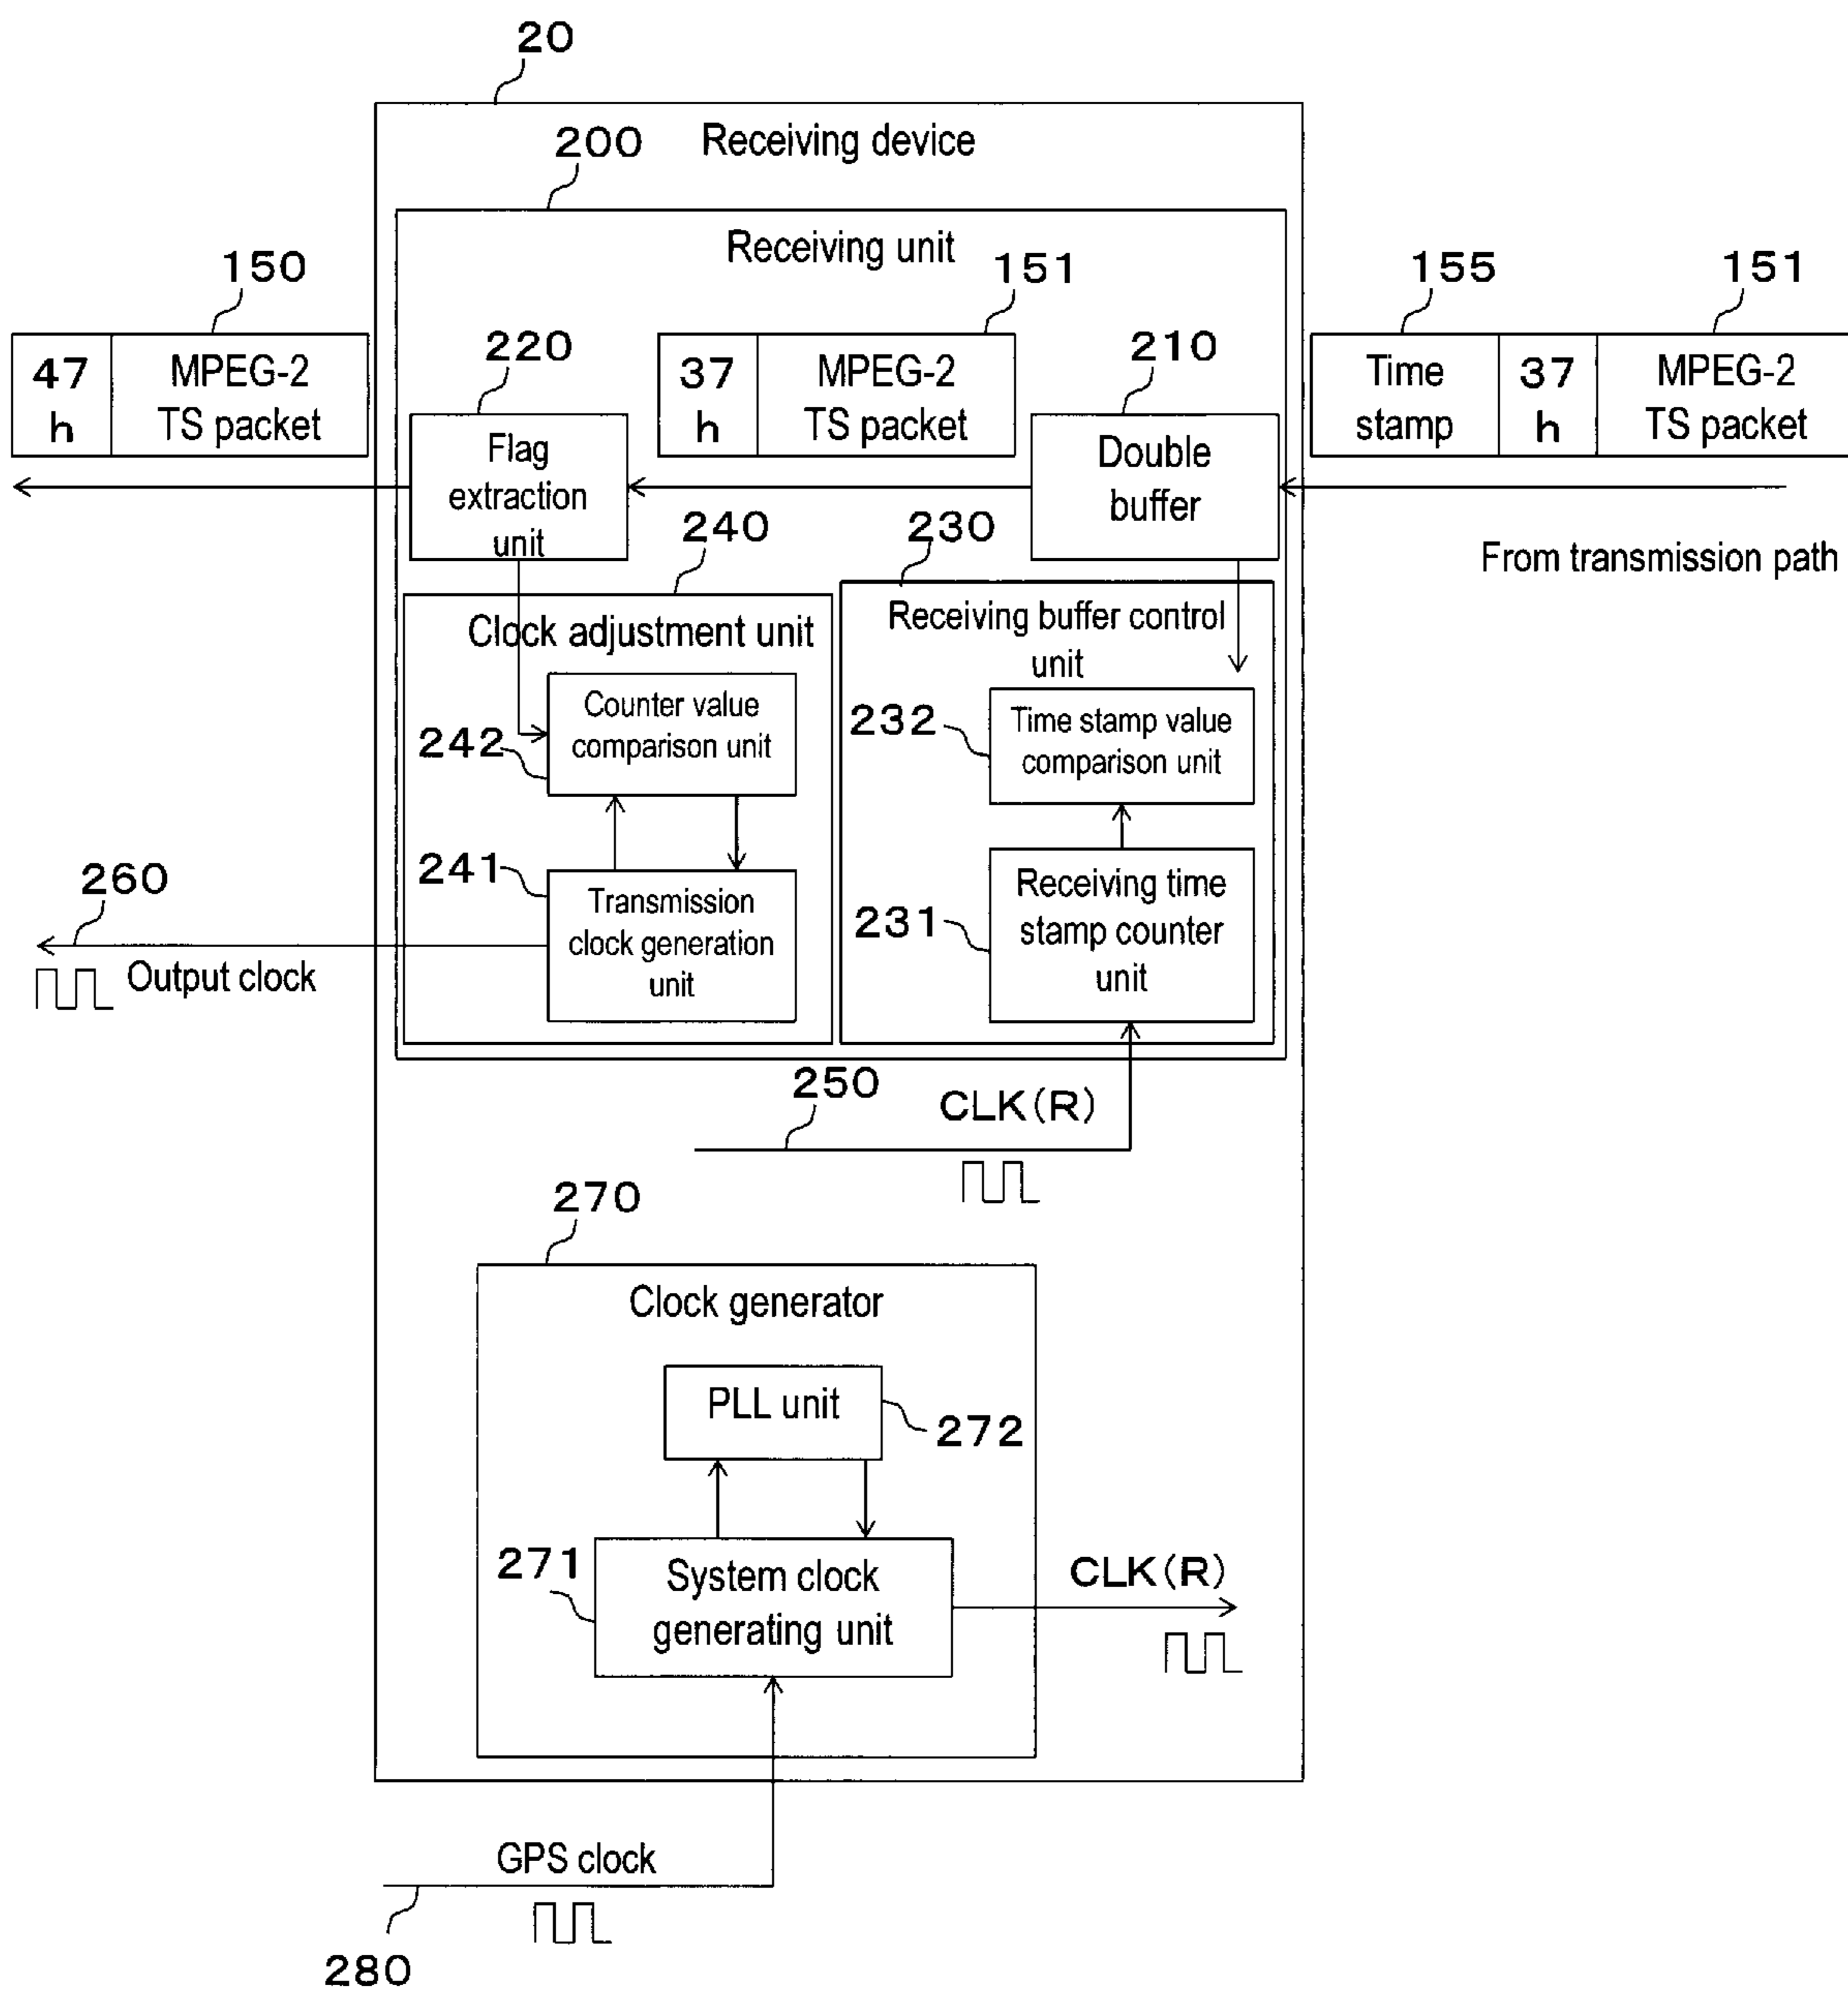 20
Receiving device
200
Receiving unit
150
151
155
151
47
h
MPEG-2
TS packet
220
37
h
MPEG-2
TS packet
210
Time
stamp
37
h
MPEG-2
TS packet
Flag
extraction
unit
Double
buffer
From transmission path
240
230
Clock adjustment unit
Receiving buffer control
unit
Counter value
comparison unit
242
232
Time stamp value
comparison unit
241
Transmission
clock generation
unit
231
Receiving time
stamp counter
unit
260
Output clock
250
CLK(R)
270
Clock generator
PLL unit
272
271
System clock
generating unit
CLK(R)
GPS clock
280